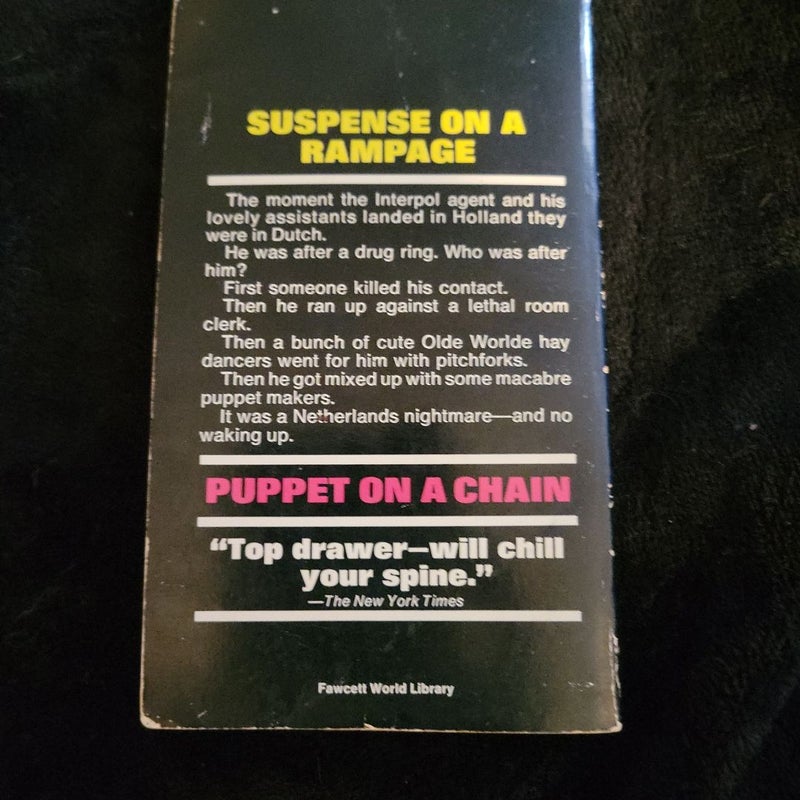 SUSPENSE ON A
RAMPAGE
The moment the Interpol agent and his
lovely assistants landed in Holland they
were in Dutch.
He was after a drug ring. Who was after
him?
First someone killed his contact.
Then he ran up against a lethal room
clerk.
Then a bunch of cute Olde Worlde hay
dancers went for him with pitchforks.
Then he got mixed up with some macabre
puppet makers.
It was a Netherlands nightmare—and no
waking up.
PUPPET ON A CHAIN
“Top drawer—will chill
your spine.”
—The New York Times
Fawcett World Library